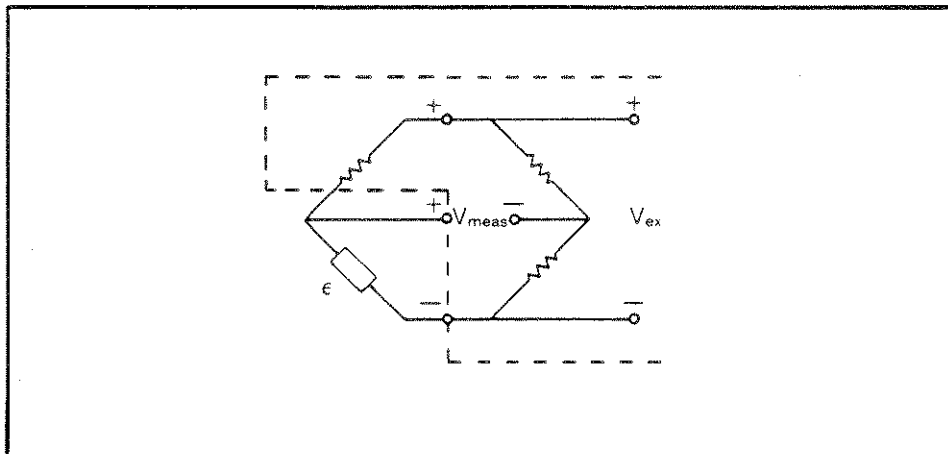 + +
+ V_meas − V_ex
ϵ
− −